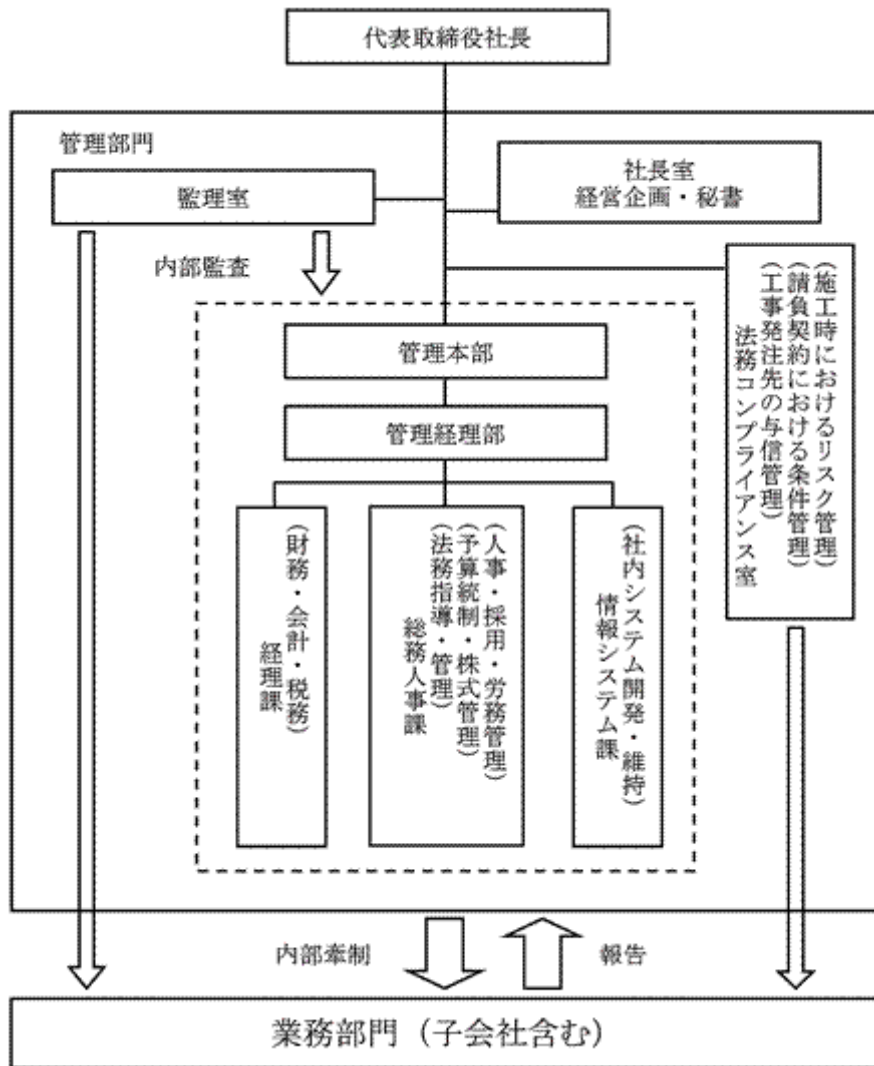 代表取締役社長
管理部門
監理室
社長室
経営企画・秘書
内部監査
(施工時におけるリスク管理)
(請負契約における条件管理)
(工事発注先の与信管理)
法務コンプライアンス室
管理本部
管理経理部
(財務・会計・税務)
経理課
(人事・採用・労務管理)
(予算統制・株式管理)
(法務指導・管理)
総務人事課
(社内システム開発・維持)
情報システム課
内部牽制
報告
業務部門(子会社含む)